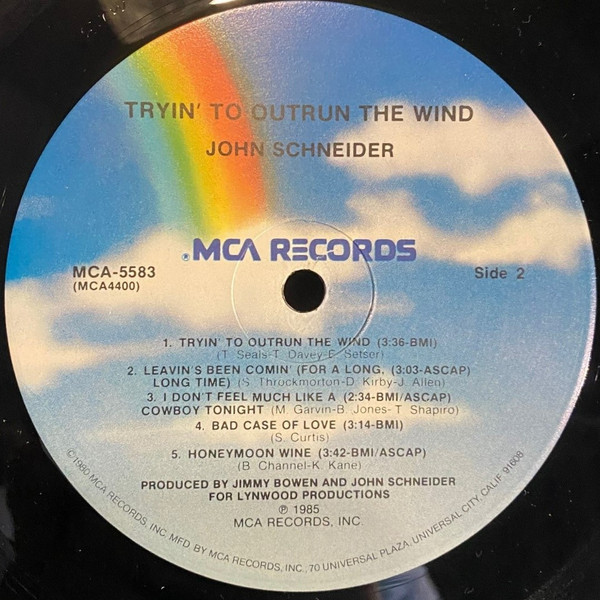 TRYIN' TO OUTRUN THE WIND
JOHN SCHNEIDER
®MCA RECORDS
MCA-5583
(MCA4400)
Side 2
1. TRYIN' TO OUTRUN THE WIND (3:36-BMI)
(T. Seals-T. Davey-E. Setser)
2. LEAVIN'S BEEN COMIN' (FOR A LONG, (3:03-ASCAP)
LONG TIME) (S. Throckmorton-D. Kirby-J. Allen)
3. I DON'T FEEL MUCH LIKE A (2:34-BMI/ASCAP)
COWBOY TONIGHT (M. Garvin-B. Jones-T. Shapiro)
4. BAD CASE OF LOVE (3:14-BMI)
(S. Curtis)
5. HONEYMOON WINE (3:42-BMI/ASCAP)
(B. Channel-K. Kane)
PRODUCED BY JIMMY BOWEN AND JOHN SCHNEIDER
FOR LYNWOOD PRODUCTIONS
℗ 1985
MCA RECORDS, INC.
©1980 MCA RECORDS, INC. MFD. BY MCA RECORDS, INC., 70 UNIVERSAL PLAZA, UNIVERSAL CITY, CALIF. 91608